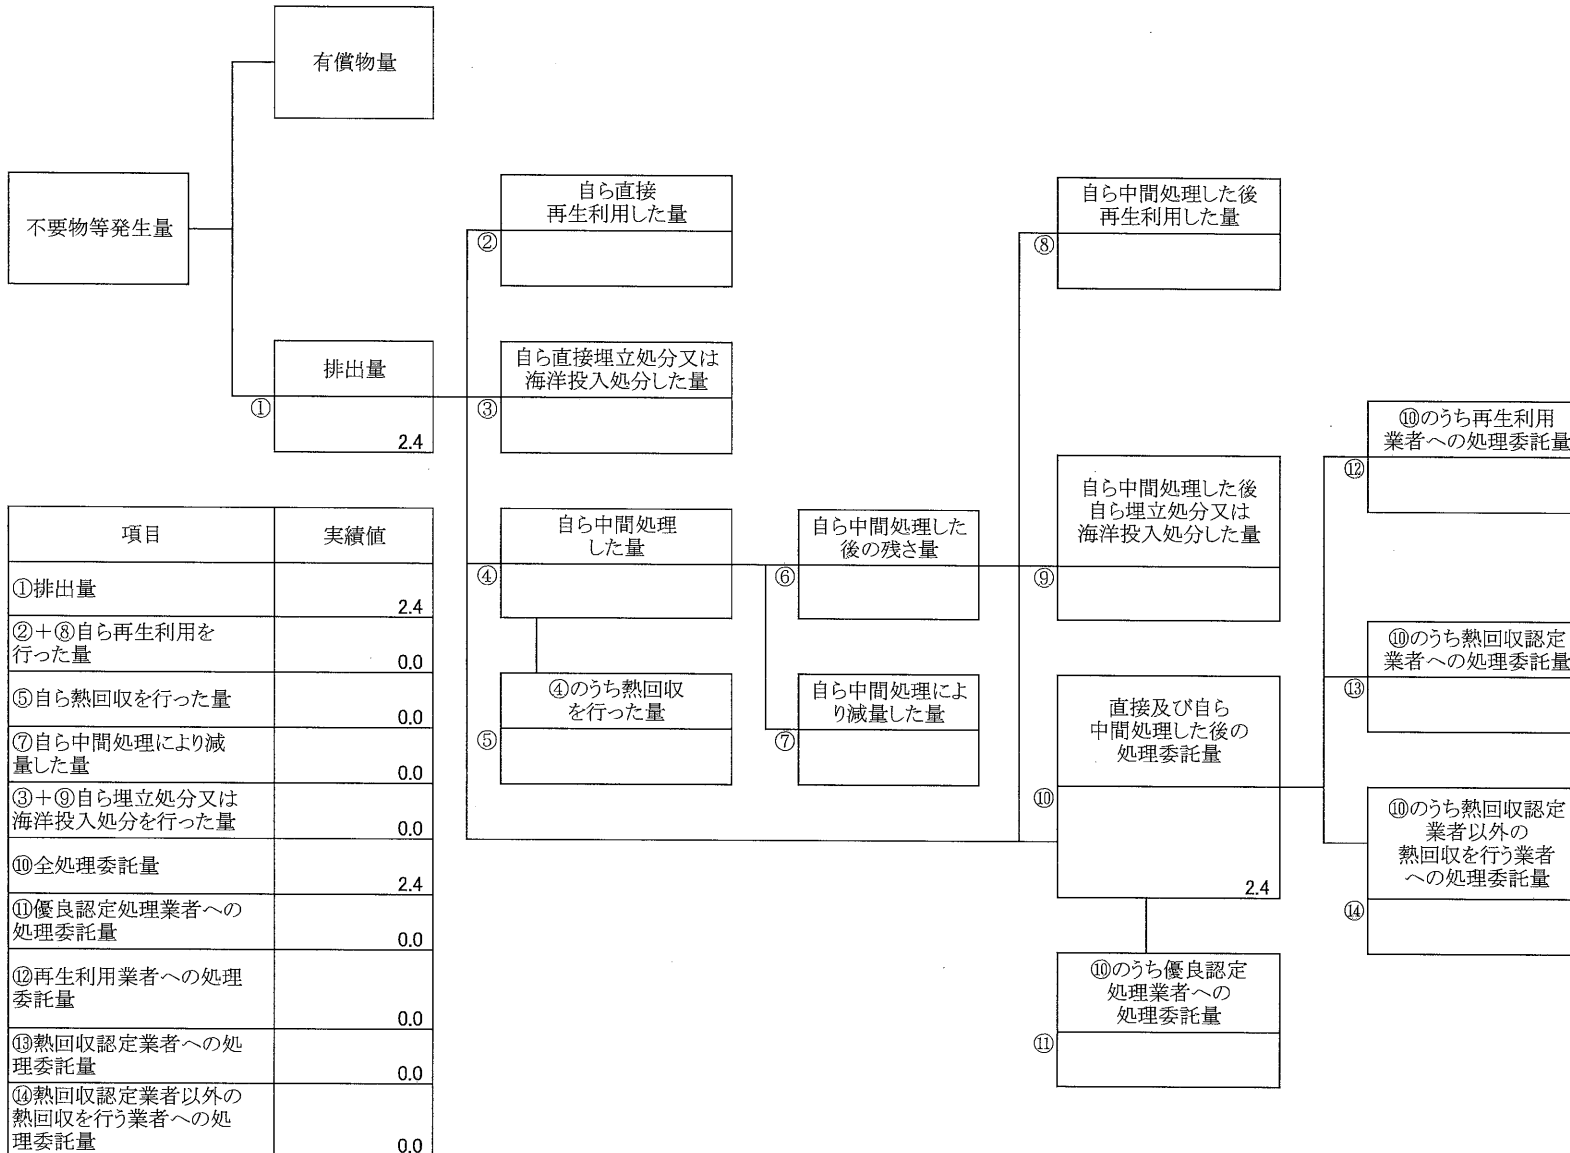 有償物量
不要物等発生量
排出量
①
2.4
自ら直接
再生利用した量
②
自ら直接埋立処分又は
海洋投入処分した量
③
自ら中間処理
した量
④
④のうち熱回収
を行った量
⑤
自ら中間処理した
後の残さ量
⑥
自ら中間処理によ
り減量した量
⑦
自ら中間処理した後
再生利用した量
⑧
自ら中間処理した後
自ら埋立処分又は
海洋投入処分した量
⑨
直接及び自ら
中間処理した後の
処理委託量
⑩
2.4
⑩のうち優良認定
処理業者への
処理委託量
⑪
⑩のうち再生利用
業者への処理委託量
⑫
⑩のうち熱回収認定
業者への処理委託量
⑬
⑩のうち熱回収認定
業者以外の
熱回収を行う業者
への処理委託量
⑭
項目 実績値
①排出量
2.4
②＋⑧自ら再生利用を
行った量
0.0
⑤自ら熱回収を行った量
0.0
⑦自ら中間処理により減
量した量
0.0
③＋⑨自ら埋立処分又は
海洋投入処分を行った量
0.0
⑩全処理委託量
2.4
⑪優良認定処理業者への
処理委託量
0.0
⑫再生利用業者への処理
委託量
0.0
⑬熱回収認定業者への処
理委託量
0.0
⑭熱回収認定業者以外の
熱回収を行う業者への処
理委託量
0.0